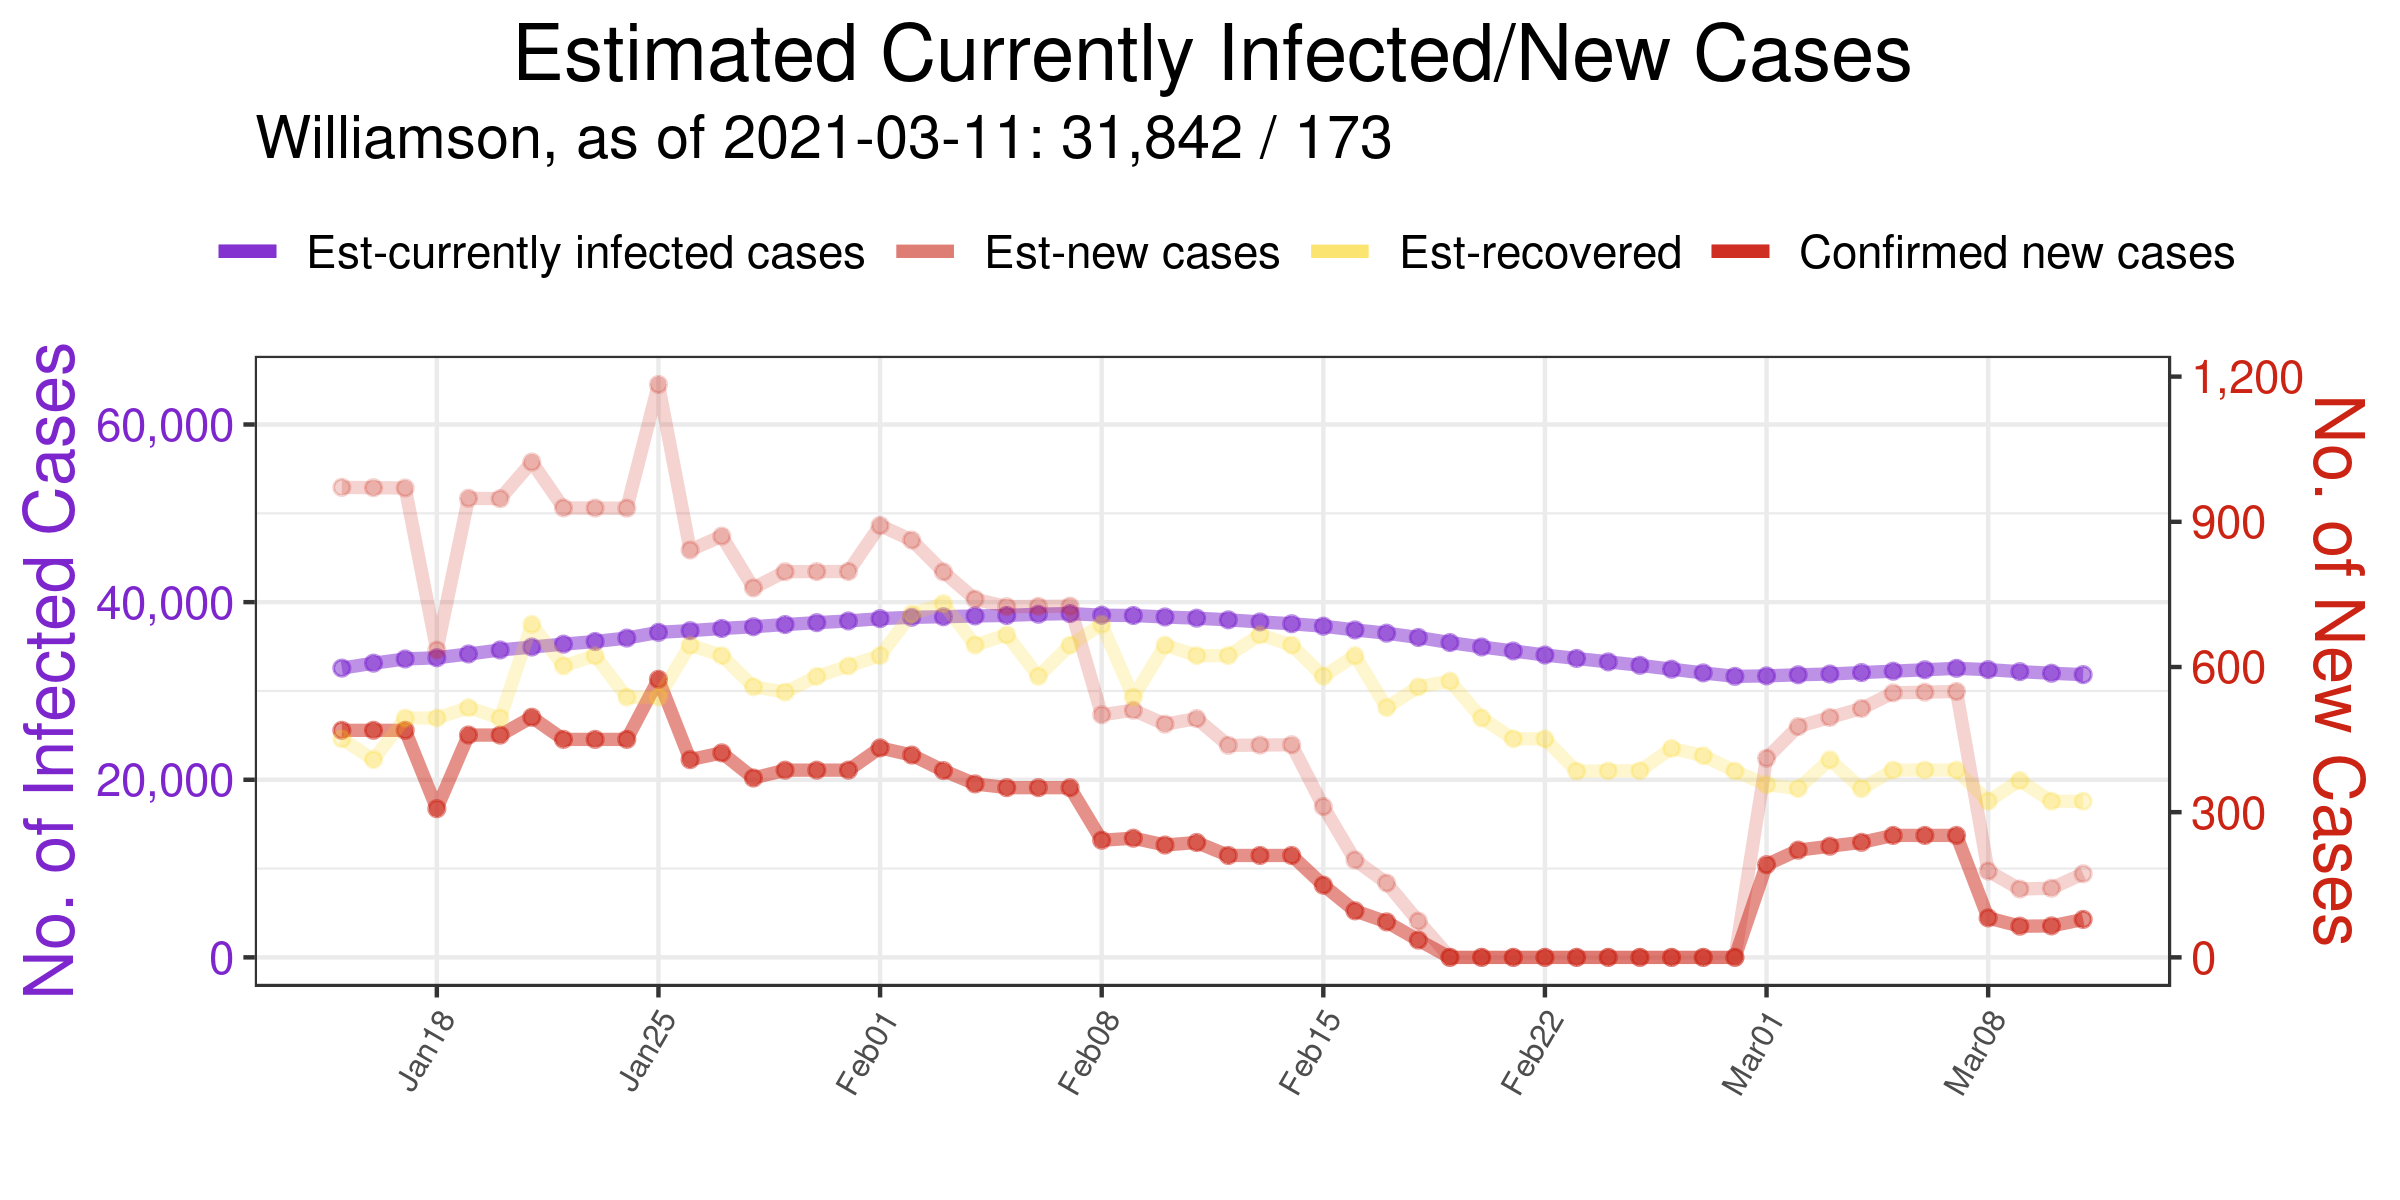 Estimated Currently Infected/New Cases
Williamson, as of 2021-03-11: 31,842 / 173
Est-currently infected cases Est-new cases Est-recovered Confirmed new cases
No. of Infected Cases
60,000
40,000
20,000
0
1,200
900
600
300
0
No. of New Cases
Jan18 Jan25 Feb01 Feb08 Feb15 Feb22 Mar01 Mar08